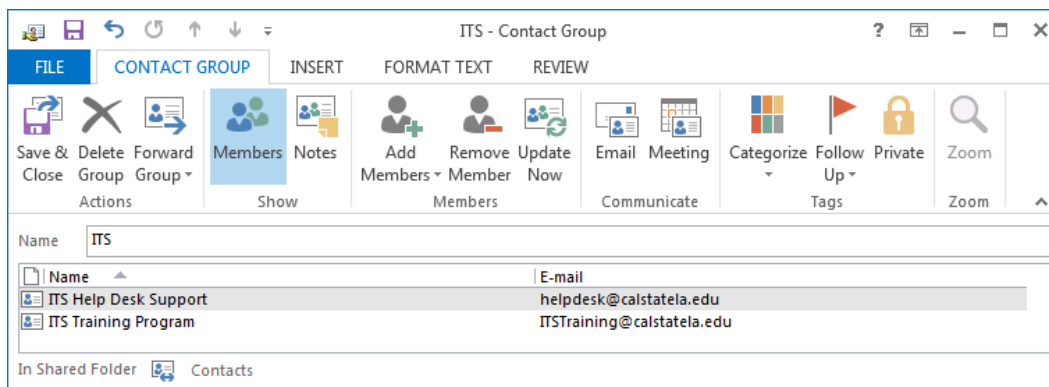 ITS - Contact Group
?
FILE CONTACT GROUP INSERT FORMAT TEXT REVIEW
Save & Close Delete Group Forward Group Members Notes Add Members Remove Member Update Now Email Meeting Categorize Follow Up Private Zoom
Actions Show Members Communicate Tags Zoom
Name ITS
Name E-mail
ITS Help Desk Support helpdesk@calstatela.edu
ITS Training Program ITSTraining@calstatela.edu
In Shared Folder Contacts